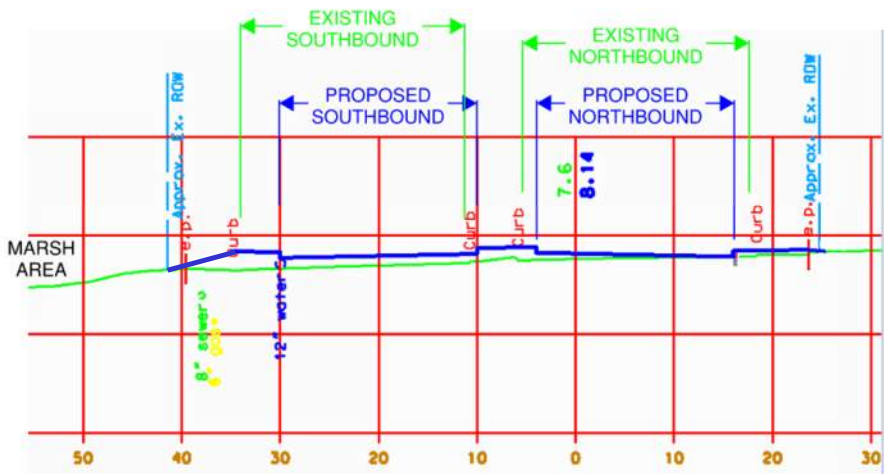 EXISTING
SOUTHBOUND
EXISTING
NORTHBOUND
PROPOSED
SOUTHBOUND
PROPOSED
NORTHBOUND
Approx. Ex. ROW
Approx. Ex. ROW
7.6
8.14
e.p.
Curb
Curb
Curb
Curb
e.p.
MARSH
AREA
8" sewer
12" water
50 40 30 20 10 0 10 20 30